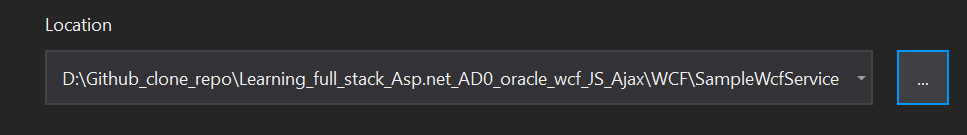 Location
D:\Github_clone_repo\Learning_full_stack_Asp.net_AD0_oracle_wcf_JS_Ajax\WCF\SampleWcfService
...